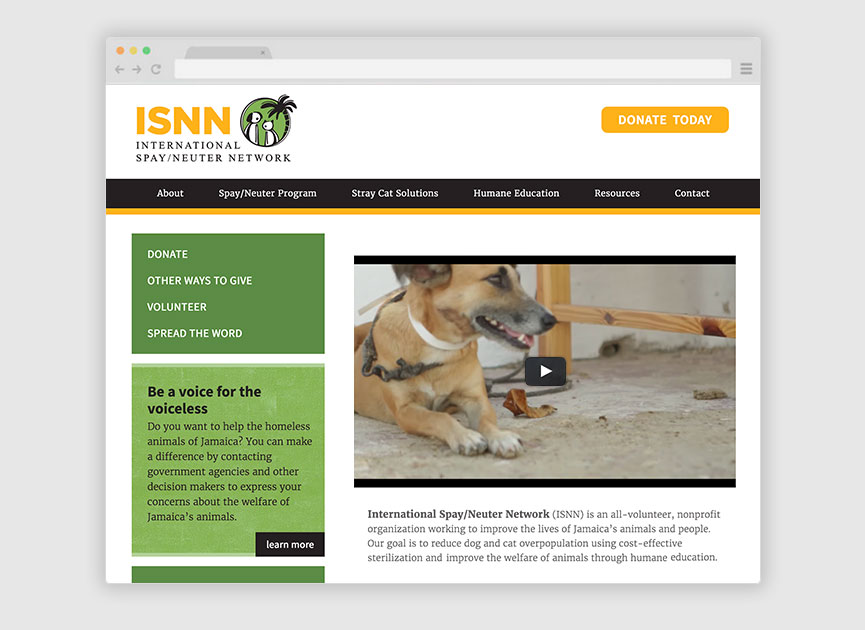 ISNN
INTERNATIONAL
SPAY/NEUTER NETWORK
DONATE TODAY
About Spay/Neuter Program Stray Cat Solutions Humane Education Resources Contact
DONATE
OTHER WAYS TO GIVE
VOLUNTEER
SPREAD THE WORD
Be a voice for the
voiceless
Do you want to help the homeless
animals of Jamaica? You can make
a difference by contacting
government agencies and other
decision makers to express your
concerns about the welfare of
Jamaica's animals.
learn more
International Spay/Neuter Network (ISNN) is an all-volunteer, nonprofit
organization working to improve the lives of Jamaica's animals and people.
Our goal is to reduce dog and cat overpopulation using cost-effective
sterilization and improve the welfare of animals through humane education.